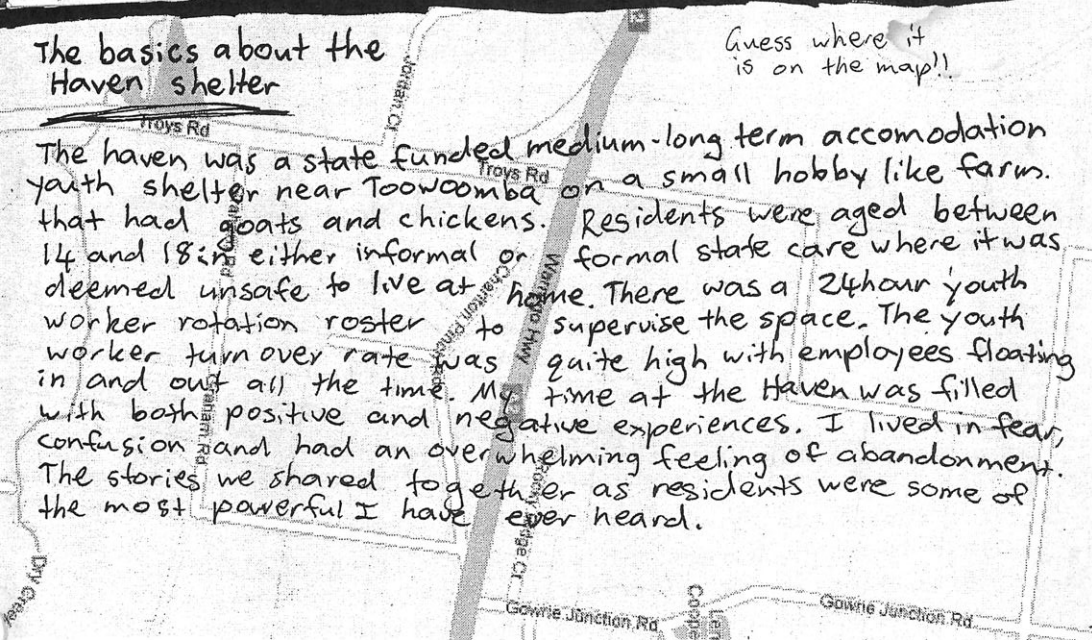 The basics about the
Haven shelter
Guess where it
is on the map!!
Jordan Cr
Troys Rd
Troys Rd
The haven was a state funded medium-long term accomodation
youth shelter near Toowoomba on a small hobby like farm.
that had goats and chickens. Residents were aged between
14 and 18 in either informal or formal state care where it was
deemed unsafe to live at home. There was a 24hour youth
worker rotation roster to supervise the space. The youth
worker turn over rate was quite high with employees floating
in and out all the time. My time at the Haven was filled
with both positive and negative experiences. I lived in fear,
confusion and had an overwhelming feeling of abandonment.
The stories we shared together as residents were some of
the most powerful I have ever heard.
Warrego Hwy
Charlton Rd
Graham Rd
Ridge Cr
Dry Creek
Gowrie Junction Rd
Gowrie Junction Rd